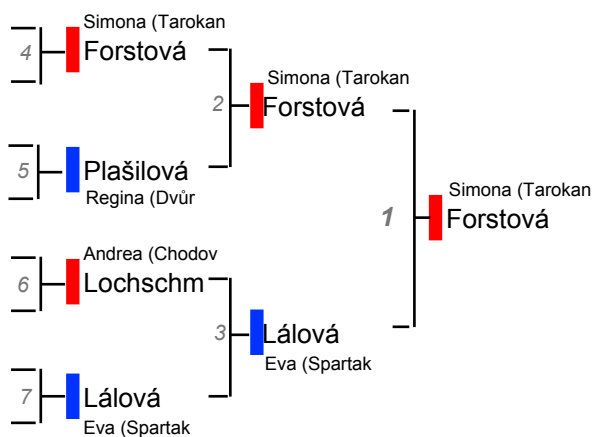 Simona (Tarokan
4
Forstová
5
Plašilová
Regina (Dvůr
Andrea (Chodov
6
Lochschm
7
Lálová
Eva (Spartak
Simona (Tarokan
2
Forstová
3
Lálová
Eva (Spartak
Simona (Tarokan
1
Forstová